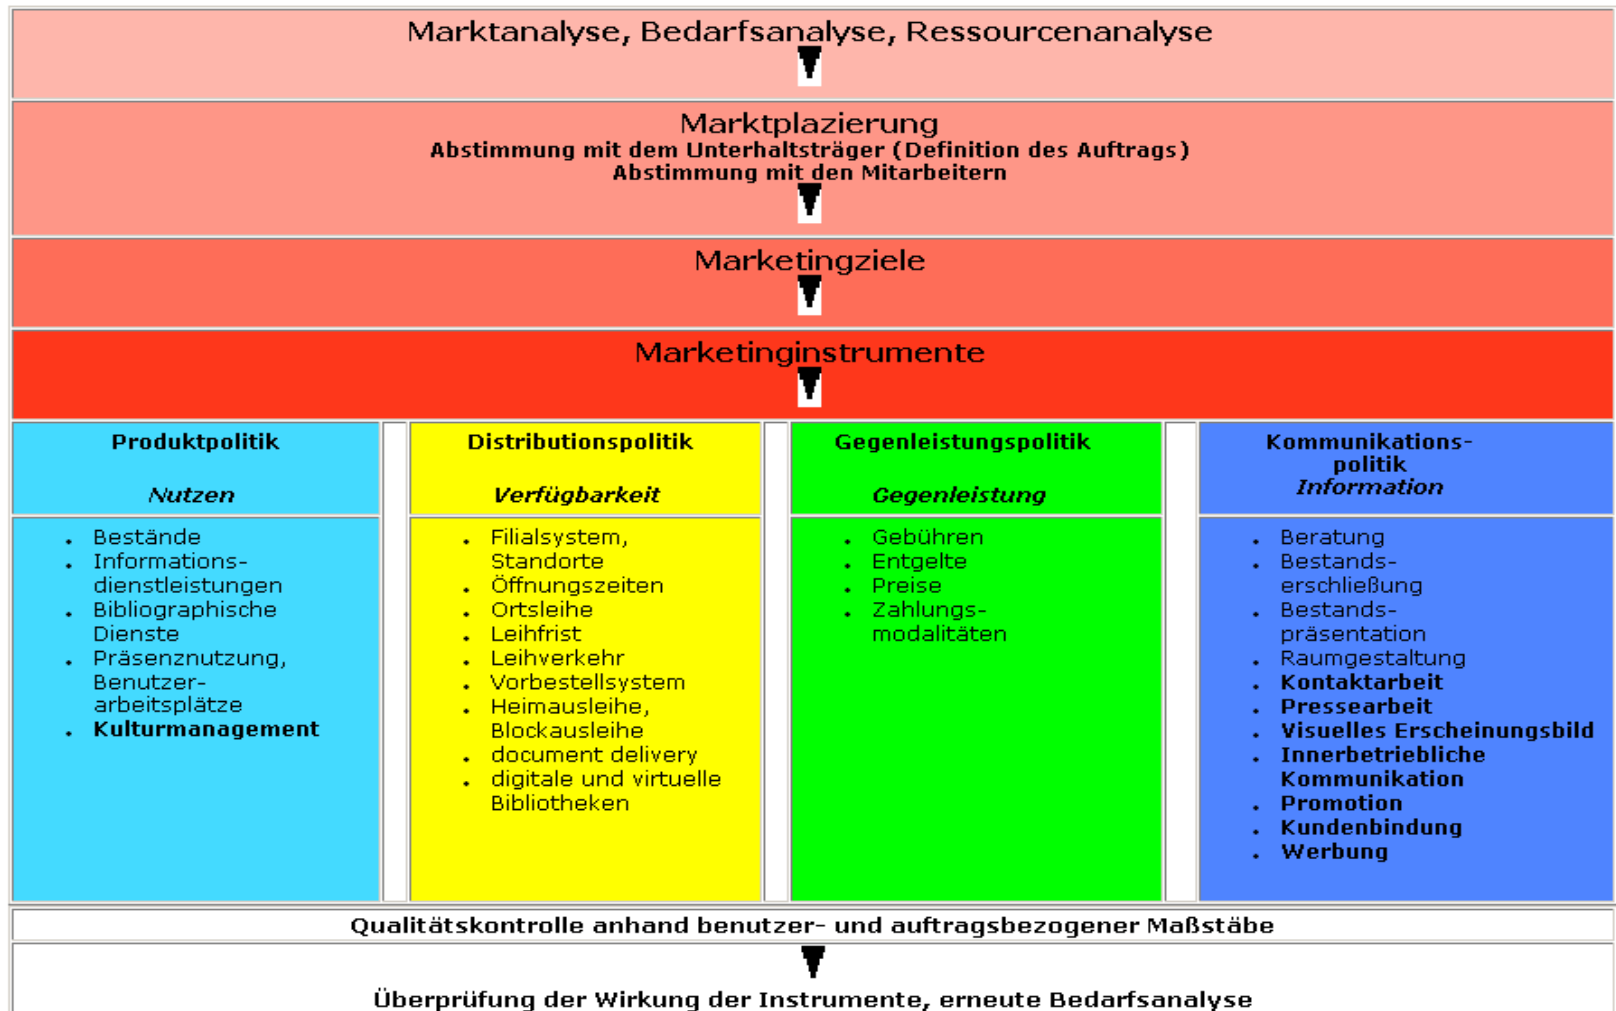 Marktanalyse, Bedarfsanalyse, Ressourcenanalyse
Marktplazierung
Abstimmung mit dem Unterhaltsträger (Definition des Auftrags)
Abstimmung mit den Mitarbeitern
Marketingziele
Marketinginstrumente
Produktpolitik
Nutzen
Bestände
Informations-
dienstleistungen
Bibliographische
Dienste
Präsenznutzung,
Benutzer-
arbeitsplätze
Kulturmanagement
Distributionspolitik
Verfügbarkeit
Filialsystem,
Standorte
Öffnungszeiten
Ortsleihe
Leihfrist
Leihverkehr
Vorbestellsystem
Heimausleihe,
Blockausleihe
document delivery
digitale und virtuelle
Bibliotheken
Gegenleistungspolitik
Gegenleistung
Gebühren
Entgelte
Preise
Zahlungs-
modalitäten
Kommunikations-
politik
Information
Beratung
Bestands-
erschließung
Bestands-
präsentation
Raumgestaltung
Kontaktarbeit
Pressearbeit
Visuelles Erscheinungsbild
Innerbetriebliche
Kommunikation
Promotion
Kundenbindung
Werbung
Qualitätskontrolle anhand benutzer- und auftragsbezogener Maßstäbe
Überprüfung der Wirkung der Instrumente, erneute Bedarfsanalyse